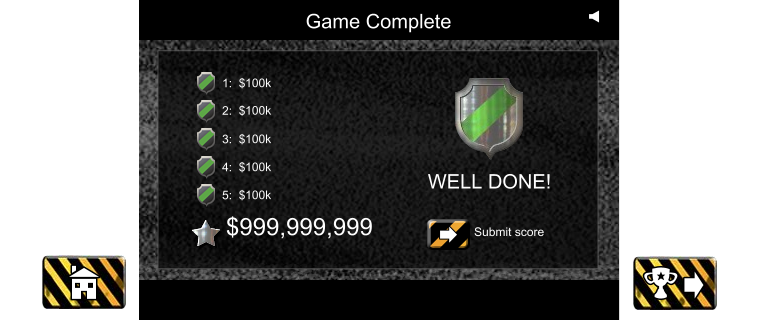 Game Complete
1: $100k
2: $100k
3: $100k
4: $100k
5: $100k
$999,999,999
WELL DONE!
Submit score